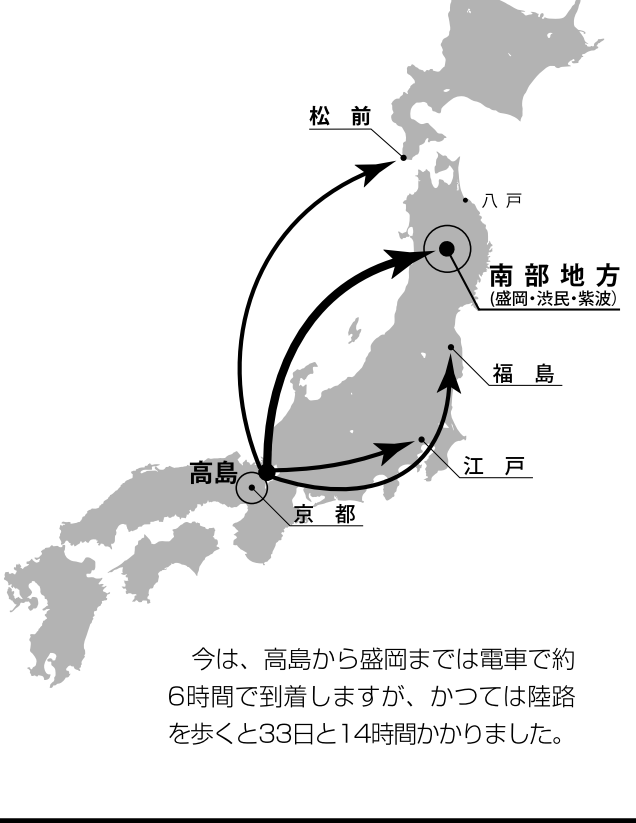 松 前
八 戸
南 部 地 方
(盛岡・渋民・紫波)
福 島
江 戸
高島
京 都
今は、高島から盛岡までは電車で約
6時間で到着しますが、かつては陸路
を歩くと33日と14時間かかりました。